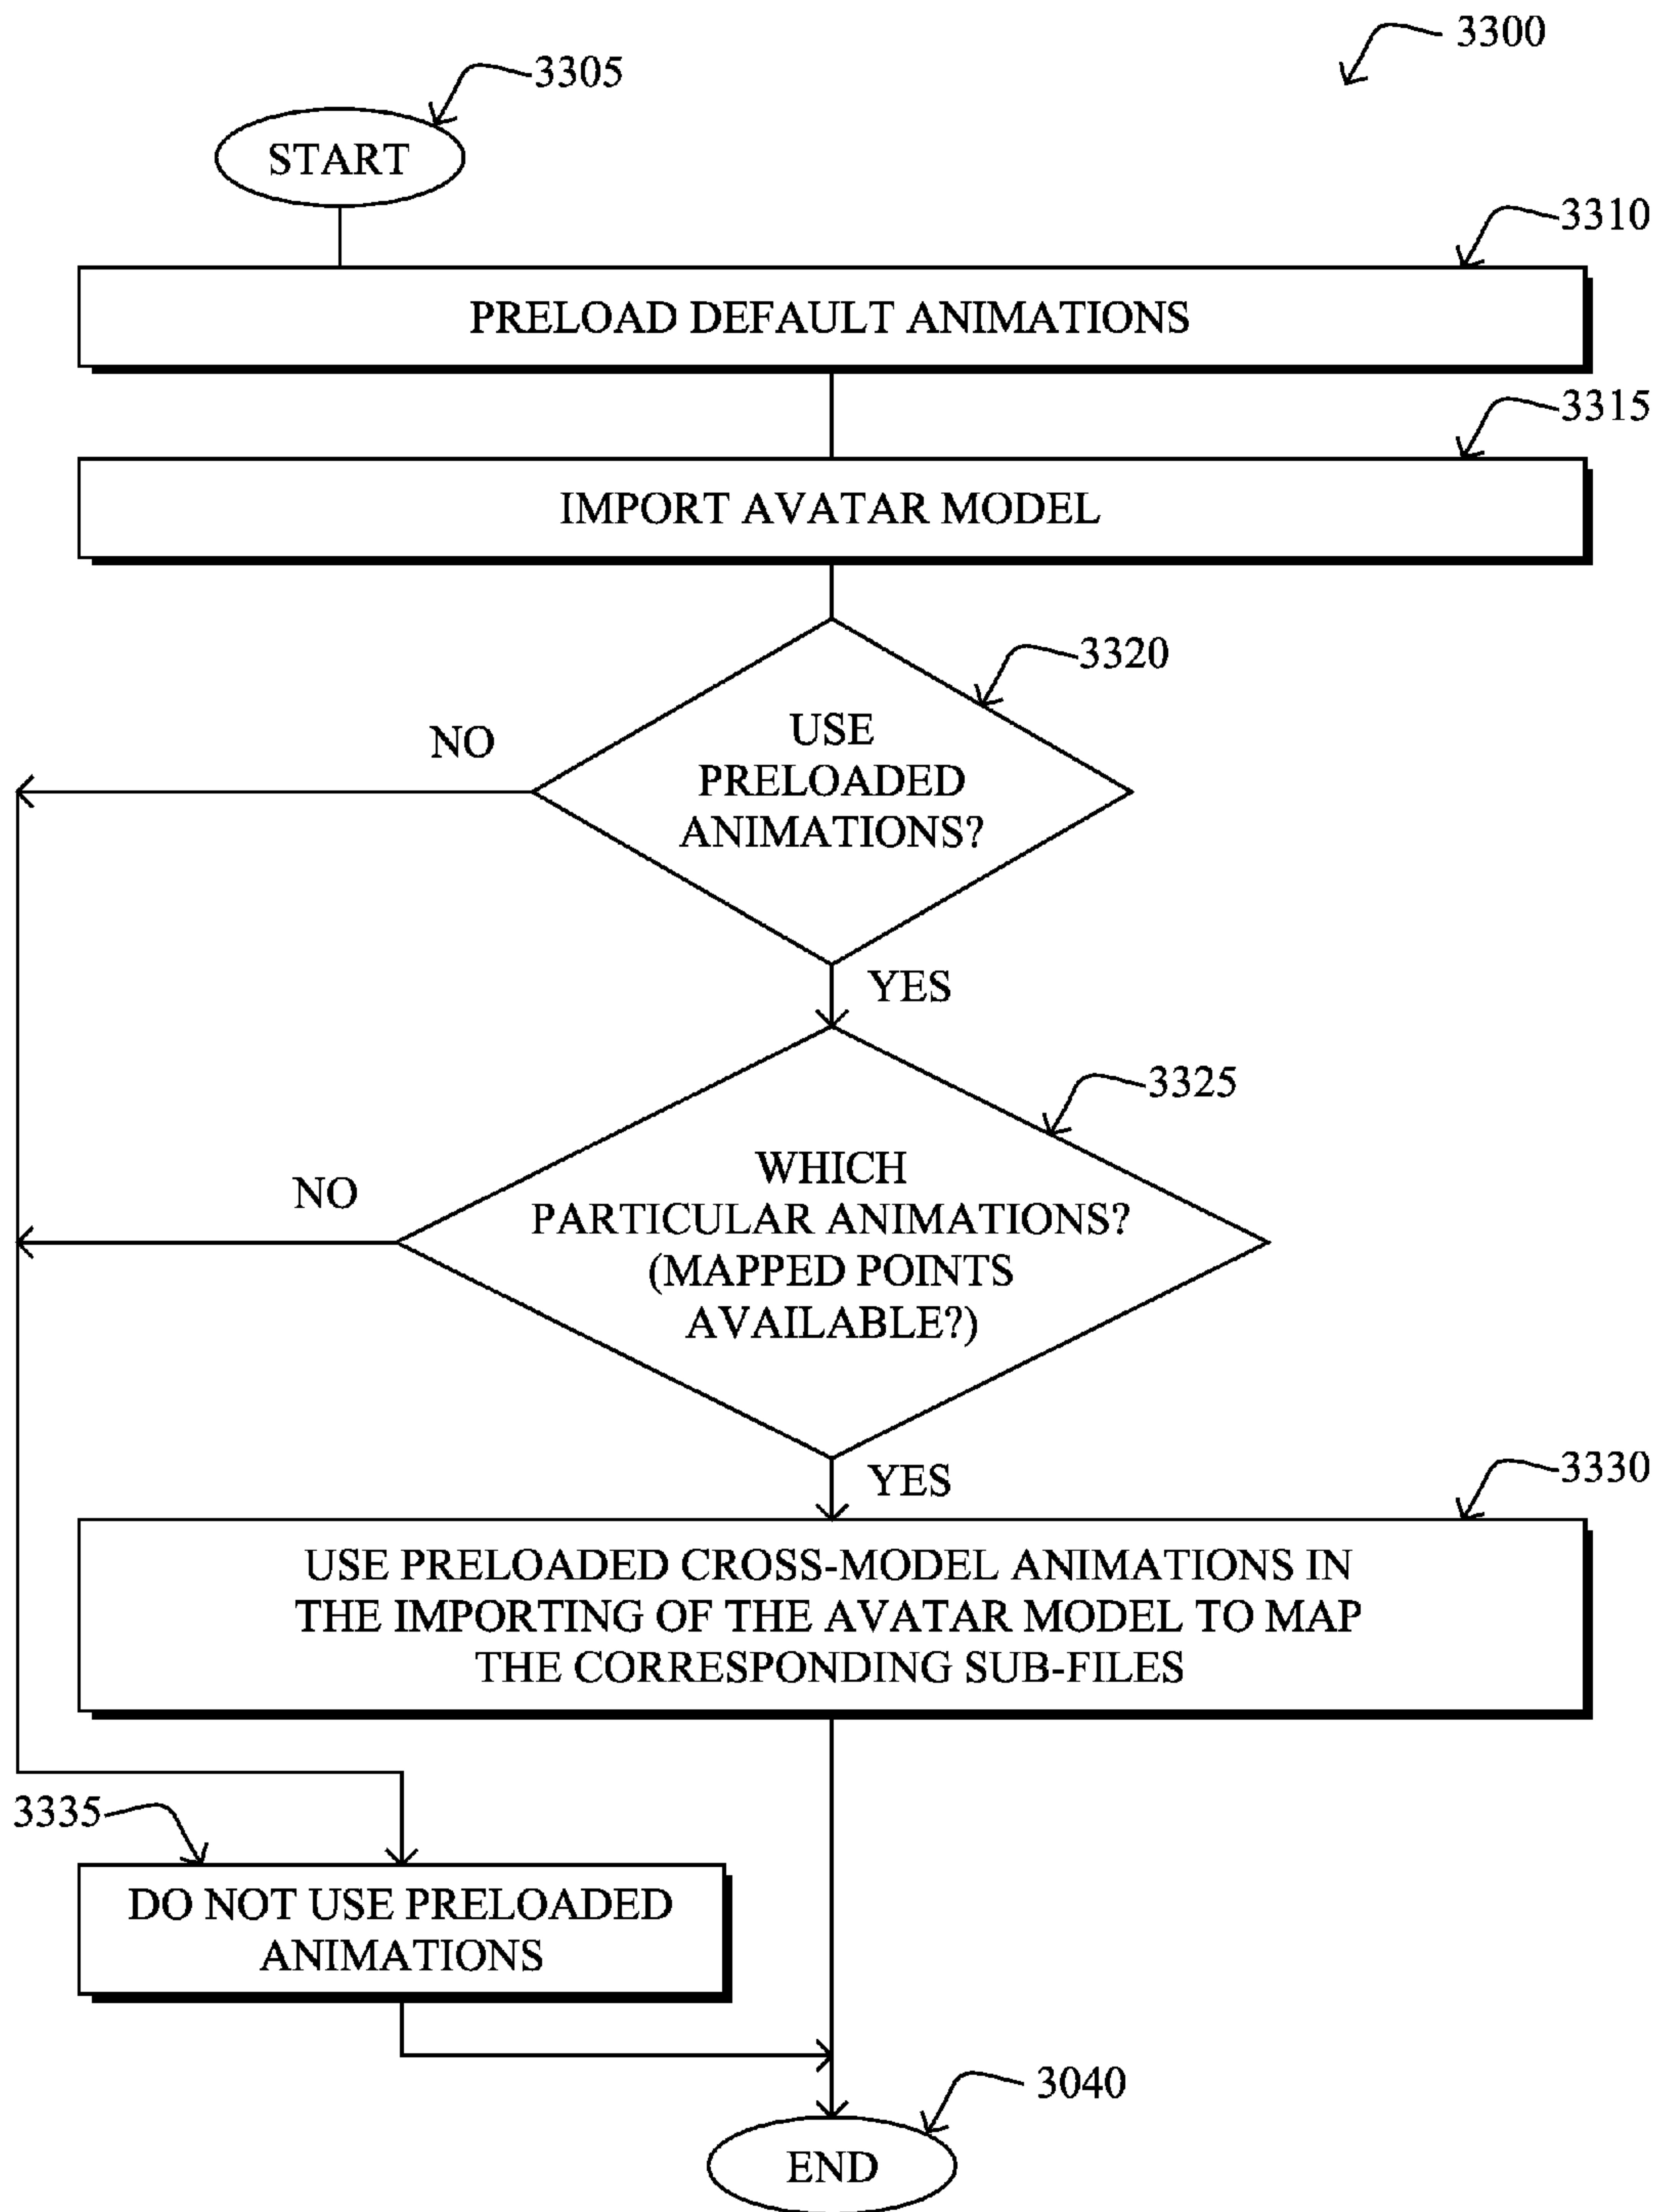 3300
3305
START
3310
PRELOAD DEFAULT ANIMATIONS
3315
IMPORT AVATAR MODEL
3320
NO
USE
PRELOADED
ANIMATIONS?
YES
3325
NO
WHICH
PARTICULAR ANIMATIONS?
(MAPPED POINTS
AVAILABLE?)
YES
3330
USE PRELOADED CROSS-MODEL ANIMATIONS IN
THE IMPORTING OF THE AVATAR MODEL TO MAP
THE CORRESPONDING SUB-FILES
3335
DO NOT USE PRELOADED
ANIMATIONS
3040
END